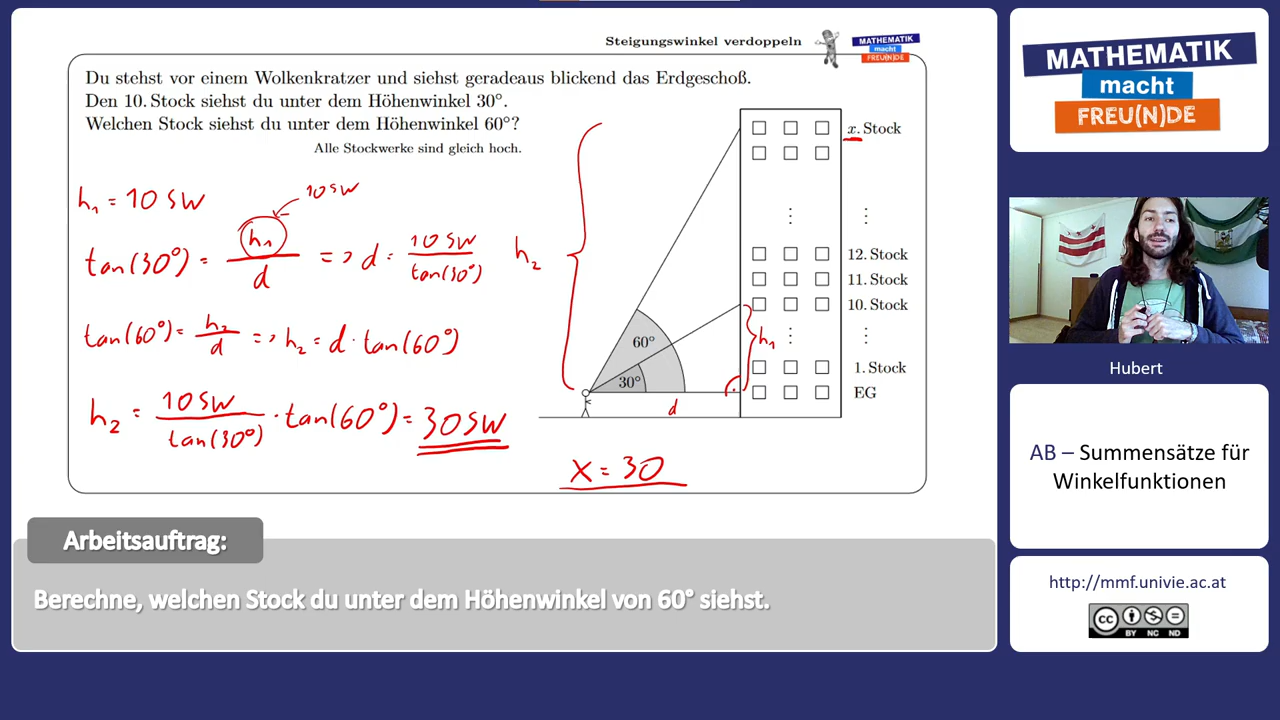 Steigungswinkel verdoppeln
MATHEMATIK
macht
FREU(N)DE
Du stehst vor einem Wolkenkratzer und siehst geradeaus blickend das Erdgeschoß.
Den 10. Stock siehst du unter dem Höhenwinkel 30°.
Welchen Stock siehst du unter dem Höhenwinkel 60°?
Alle Stockwerke sind gleich hoch.
h₁ = 10 SW
10 SW
tan(30°) = h₁ / d => d = 10 SW / tan(30°)
tan(60°) = h₂ / d => h₂ = d · tan(60°)
h₂ = 10 SW / tan(30°) · tan(60°) = 30 SW
x = 30
h₂
60°
30°
d
h₁
x. Stock
12. Stock
11. Stock
10. Stock
1. Stock
EG
Arbeitsauftrag:
Berechne, welchen Stock du unter dem Höhenwinkel von 60° siehst.
MATHEMATIK
macht
FREU(N)DE
Hubert
AB – Summensätze für
Winkelfunktionen
http://mmf.univie.ac.at
cc
BY NC ND